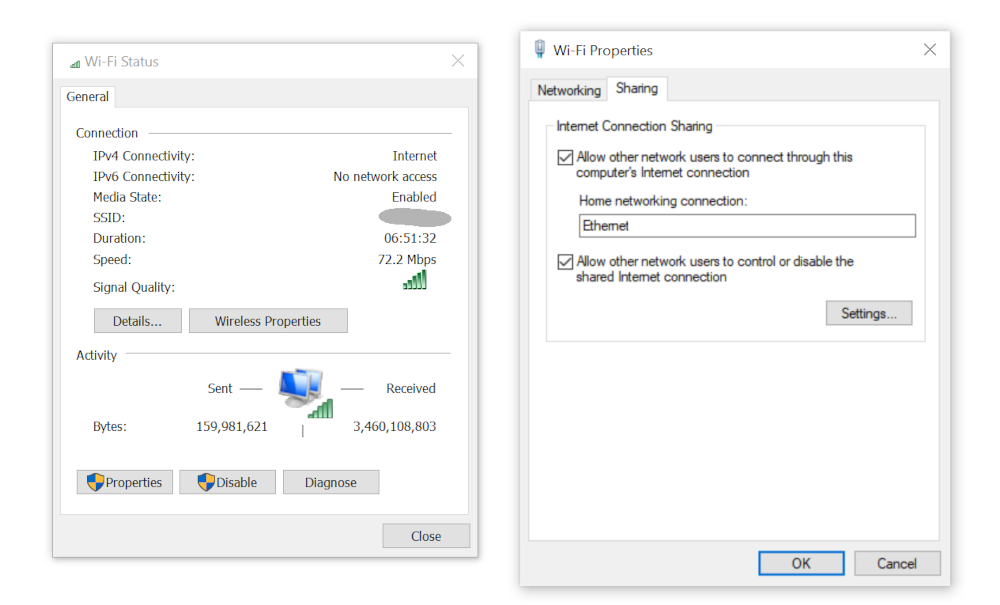 Wi-Fi Status
General
Connection
IPv4 Connectivity: Internet
IPv6 Connectivity: No network access
Media State: Enabled
SSID:
Duration: 06:51:32
Speed: 72.2 Mbps
Signal Quality:
Details... Wireless Properties
Activity
Sent Received
Bytes: 159,981,621 3,460,108,803
Properties Disable Diagnose
Close
Wi-Fi Properties
Networking Sharing
Internet Connection Sharing
Allow other network users to connect through this
computer's Internet connection
Home networking connection:
Ethernet
Allow other network users to control or disable the
shared Internet connection
Settings...
OK Cancel